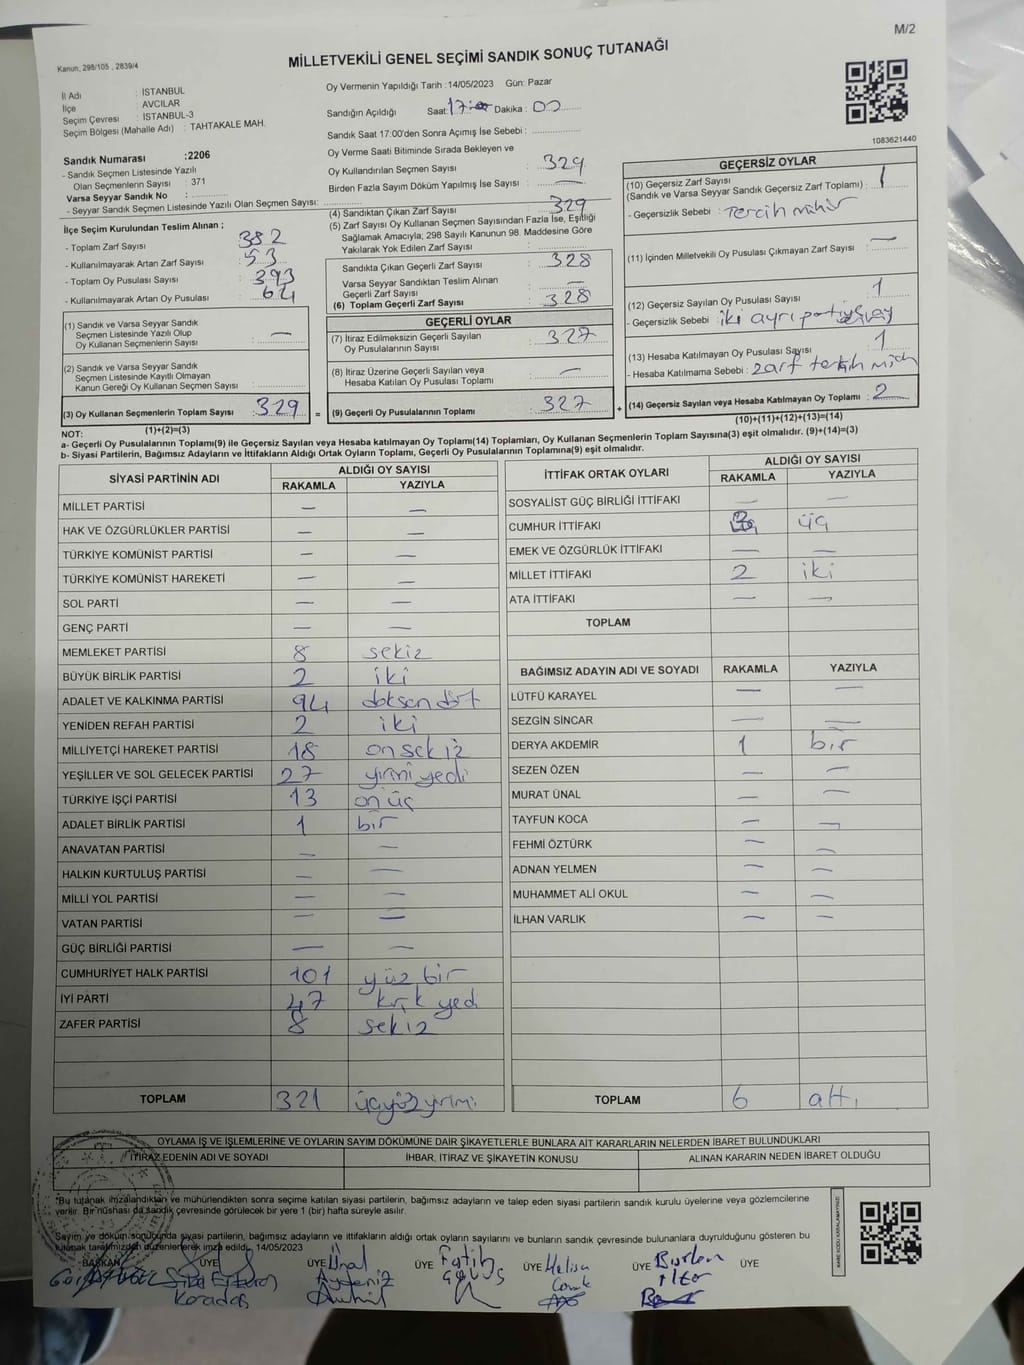 M/2
Kanun, 298/105 , 2839/4
MİLLETVEKİLİ GENEL SEÇİMİ SANDIK SONUÇ TUTANAĞI
İl Adı : İSTANBUL
İlçe : AVCILAR
Seçim Çevresi : İSTANBUL-3
Seçim Bölgesi (Mahalle Adı) : TAHTAKALE MAH.
Oy Vermenin Yapıldığı Tarih :14/05/2023 Gün: Pazar
Sandığın Açıldığı Saat: 17:00 Dakika : 00
Sandık Saat 17:00'den Sonra Açımış İse Sebebi :
1083621440
Sandık Numarası :2206
- Sandık Seçmen Listesinde Yazılı
Olan Seçmenlerin Sayısı : 371
Varsa Seyyar Sandık No :
- Seyyar Sandık Seçmen Listesinde Yazılı Olan Seçmen Sayısı:
Oy Verme Saati Bitiminde Sırada Bekleyen ve
Oy Kullandırılan Seçmen Sayısı : 329
Birden Fazla Sayım Döküm Yapılmış İse Sayısı : —
İlçe Seçim Kurulundan Teslim Alınan ;
- Toplam Zarf Sayısı : 382
- Kullanılmayarak Artan Zarf Sayısı : 53
- Toplam Oy Pusulası Sayısı : 393
- Kullanılmayarak Artan Oy Pusulası : 64
(4) Sandıktan Çıkan Zarf Sayısı : 329
(5) Zarf Sayısı Oy Kullanan Seçmen Sayısından Fazla İse, Eşitliği
Sağlamak Amacıyla, 298 Sayılı Kanunun 98. Maddesine Göre
Yakılarak Yok Edilen Zarf Sayısı :
Sandıkta Çıkan Geçerli Zarf Sayısı : 328
Varsa Seyyar Sandıktan Teslim Alınan
Geçerli Zarf Sayısı : —
(6) Toplam Geçerli Zarf Sayısı : 328
GEÇERSİZ OYLAR
(10) Geçersiz Zarf Sayısı
(Sandık ve Varsa Seyyar Sandık Geçersiz Zarf Toplamı) : 1
- Geçersizlik Sebebi : Tercih mühür
(11) İçinden Milletvekili Oy Pusulası Çıkmayan Zarf Sayısı : —
(12) Geçersiz Sayılan Oy Pusulası Sayısı : 1
- Geçersizlik Sebebi : iki ayrı partiye
(13) Hesaba Katılmayan Oy Pusulası Sayısı : 1
- Hesaba Katılmama Sebebi : zarf
(14) Geçersiz Sayılan veya Hesaba Katılmayan Oy Toplamı : 2
(10)+(11)+(12)+(13)=(14)
(1) Sandık ve Varsa Seyyar Sandık
Seçmen Listesinde Yazılı Olup
Oy Kullanan Seçmenlerin Sayısı : —
(2) Sandık ve Varsa Seyyar Sandık
Seçmen Listesinde Kayıtlı Olmayan
Kanun Gereği Oy Kullanan Seçmen Sayısı :
(3) Oy Kullanan Seçmenlerin Toplam Sayısı : 329 =
(1)+(2)=(3)
GEÇERLİ OYLAR
(7) İtiraz Edilmeksizin Geçerli Sayılan
Oy Pusulalarının Sayısı : 327
(8) İtiraz Üzerine Geçerli Sayılan veya
Hesaba Katılan Oy Pusulası Toplamı : —
(9) Geçerli Oy Pusulalarının Toplamı : 327 +
NOT:
a- Geçerli Oy Pusulalarının Toplamı(9) ile Geçersiz Sayılan veya Hesaba katılmayan Oy Toplamı(14) Toplamları, Oy Kullanan Seçmenlerin Toplam Sayısına(3) eşit olmalıdır. (9)+(14)=(3)
b- Siyasi Partilerin, Bağımsız Adayların ve İttifakların Aldığı Ortak Oyların Toplamı, Geçerli Oy Pusulalarının Toplamına(9) eşit olmalıdır.
SİYASİ PARTİNİN ADI ALDIĞI OY SAYISI
RAKAMLA YAZIYLA
MİLLET PARTİSİ — —
HAK VE ÖZGÜRLÜKLER PARTİSİ — —
TÜRKİYE KOMÜNİST PARTİSİ — —
TÜRKİYE KOMÜNİST HAREKETİ — —
SOL PARTİ — —
GENÇ PARTİ — —
MEMLEKET PARTİSİ 8 sekiz
BÜYÜK BİRLİK PARTİSİ 2 iki
ADALET VE KALKINMA PARTİSİ 94 doksan dört
YENİDEN REFAH PARTİSİ 2 iki
MİLLİYETÇİ HAREKET PARTİSİ 18 on sekiz
YEŞİLLER VE SOL GELECEK PARTİSİ 27 yirmi yedi
TÜRKİYE İŞÇİ PARTİSİ 13 on üç
ADALET BİRLİK PARTİSİ 1 bir
ANAVATAN PARTİSİ — —
HALKIN KURTULUŞ PARTİSİ — —
MİLLİ YOL PARTİSİ — —
VATAN PARTİSİ — —
GÜÇ BİRLİĞİ PARTİSİ — —
CUMHURİYET HALK PARTİSİ 101 yüz bir
İYİ PARTİ 47 kırk yedi
ZAFER PARTİSİ 8 sekiz
TOPLAM 321 üçyüz yirmi
İTTİFAK ORTAK OYLARI ALDIĞI OY SAYISI
RAKAMLA YAZIYLA
SOSYALİST GÜÇ BİRLİĞİ İTTİFAKI — —
CUMHUR İTTİFAKI 3 üç
EMEK VE ÖZGÜRLÜK İTTİFAKI — —
MİLLET İTTİFAKI 2 iki
ATA İTTİFAKI — —
TOPLAM
BAĞIMSIZ ADAYIN ADI VE SOYADI RAKAMLA YAZIYLA
LÜTFÜ KARAYEL — —
SEZGİN SİNCAR — —
DERYA AKDEMİR 1 bir
SEZEN ÖZEN — —
MURAT ÜNAL — —
TAYFUN KOCA — —
FEHMİ ÖZTÜRK — —
ADNAN YELMEN — —
MUHAMMET ALİ OKUL — —
İLHAN VARLIK — —
TOPLAM 6 altı
OYLAMA İŞ VE İŞLEMLERİNE VE OYLARIN SAYIM DÖKÜMÜNE DAİR ŞİKAYETLERLE BUNLARA AİT KARARLARIN NELERDEN İBARET BULUNDUKLARI
İTİRAZ EDENİN ADI VE SOYADI İHBAR, İTİRAZ VE ŞİKAYETİN KONUSU ALINAN KARARIN NEDEN İBARET OLDUĞU
*Bu tutanak imzalandıktan ve mühürlendikten sonra seçime katılan siyasi partilerin, bağımsız adayların ve talep eden siyasi partilerin sandık kurulu üyelerine veya gözlemcilerine
verilir. Bir nüshası da sandık çevresinde görülecek bir yere 1 (bir) hafta süreyle asılır.
Sayım ve döküm sonucunda siyasi partilerin, bağımsız adayların ve ittifakların aldığı ortak oyların sayılarını ve bunların sandık çevresinde bulunanlara duyrulduğunu gösteren bu
tutanak tarafımızdan düzenlenerek imza edildi. 14/05/2023
BAŞKAN ÜYE ÜYE ÜYE ÜYE ÜYE ÜYE
Ünal Fatih Burden
Karadaş